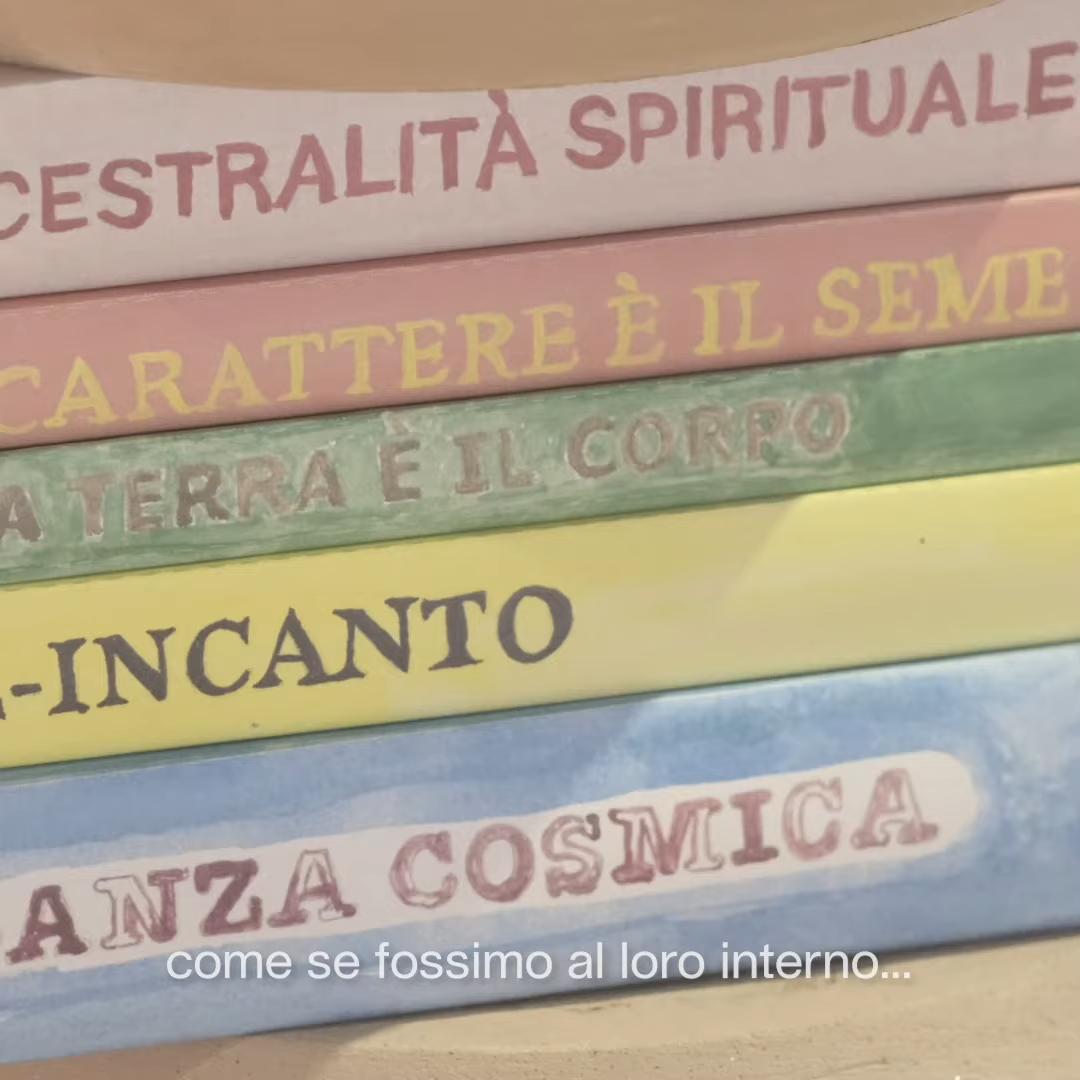 CESTRALITÀ SPIRITUALE
CARATTERE È IL SEME
A TERRA È IL CORPO
-INCANTO
ANZA COSMICA
come se fossimo al loro interno...